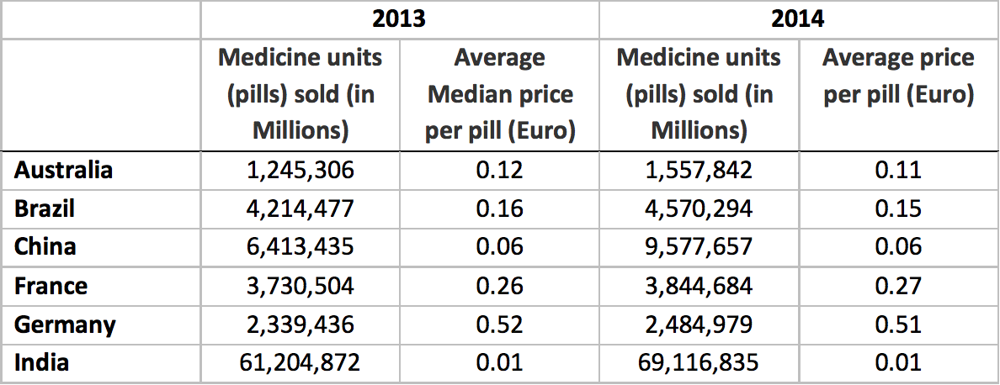 2013 2014
Medicine units (pills) sold (in Millions) Average Median price per pill (Euro) Medicine units (pills) sold (in Millions) Average price per pill (Euro)
Australia 1,245,306 0.12 1,557,842 0.11
Brazil 4,214,477 0.16 4,570,294 0.15
China 6,413,435 0.06 9,577,657 0.06
France 3,730,504 0.26 3,844,684 0.27
Germany 2,339,436 0.52 2,484,979 0.51
India 61,204,872 0.01 69,116,835 0.01